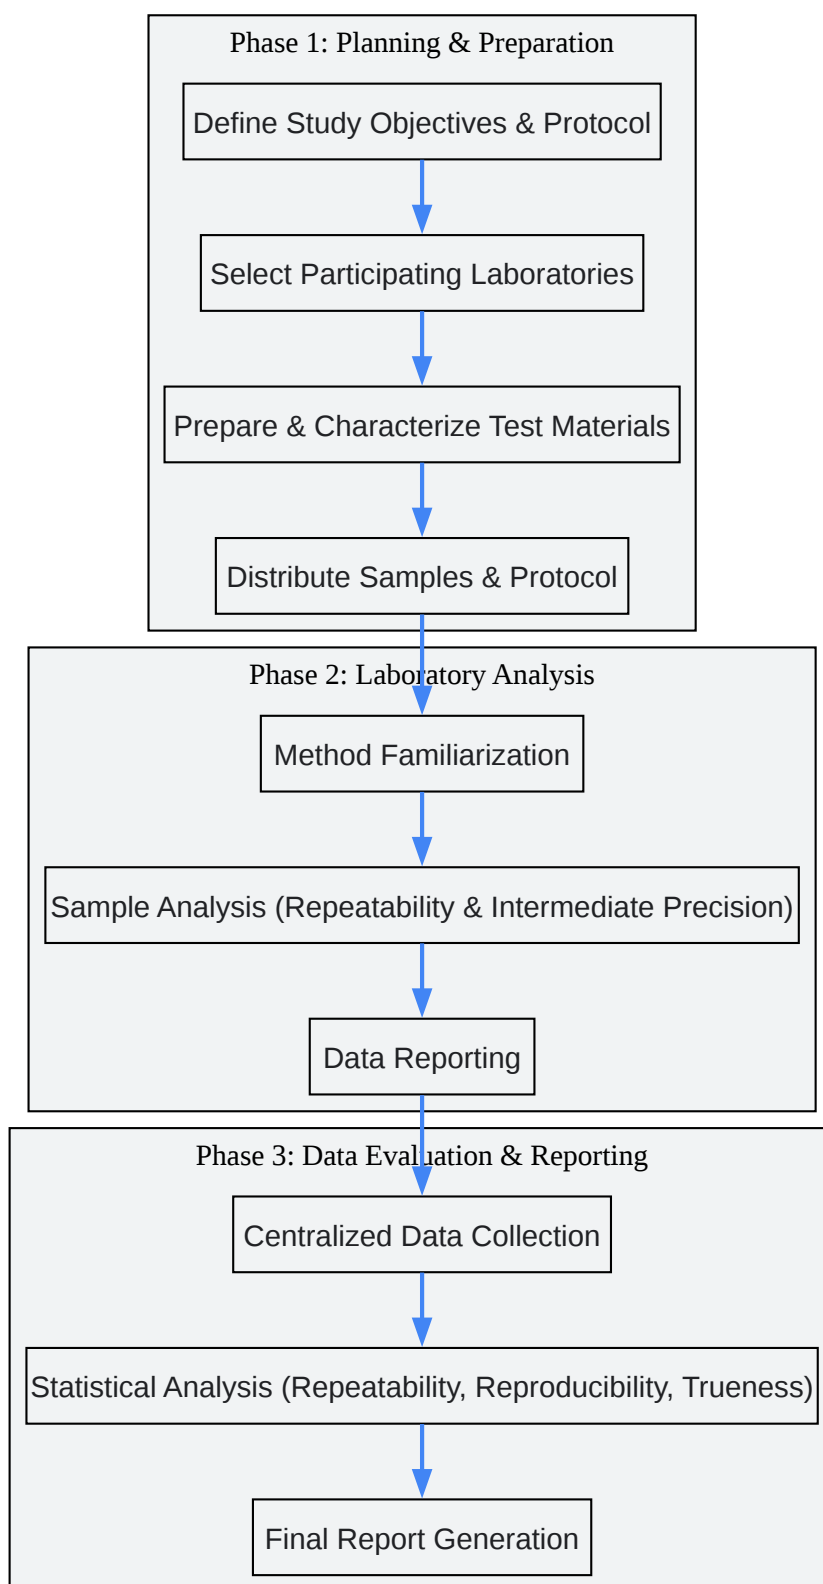 Phase 1: Planning & Preparation
Define Study Objectives & Protocol
Select Participating Laboratories
Prepare & Characterize Test Materials
Distribute Samples & Protocol
Phase 2: Laboratory Analysis
Method Familiarization
Sample Analysis (Repeatability & Intermediate Precision)
Data Reporting
Phase 3: Data Evaluation & Reporting
Centralized Data Collection
Statistical Analysis (Repeatability, Reproducibility, Trueness)
Final Report Generation